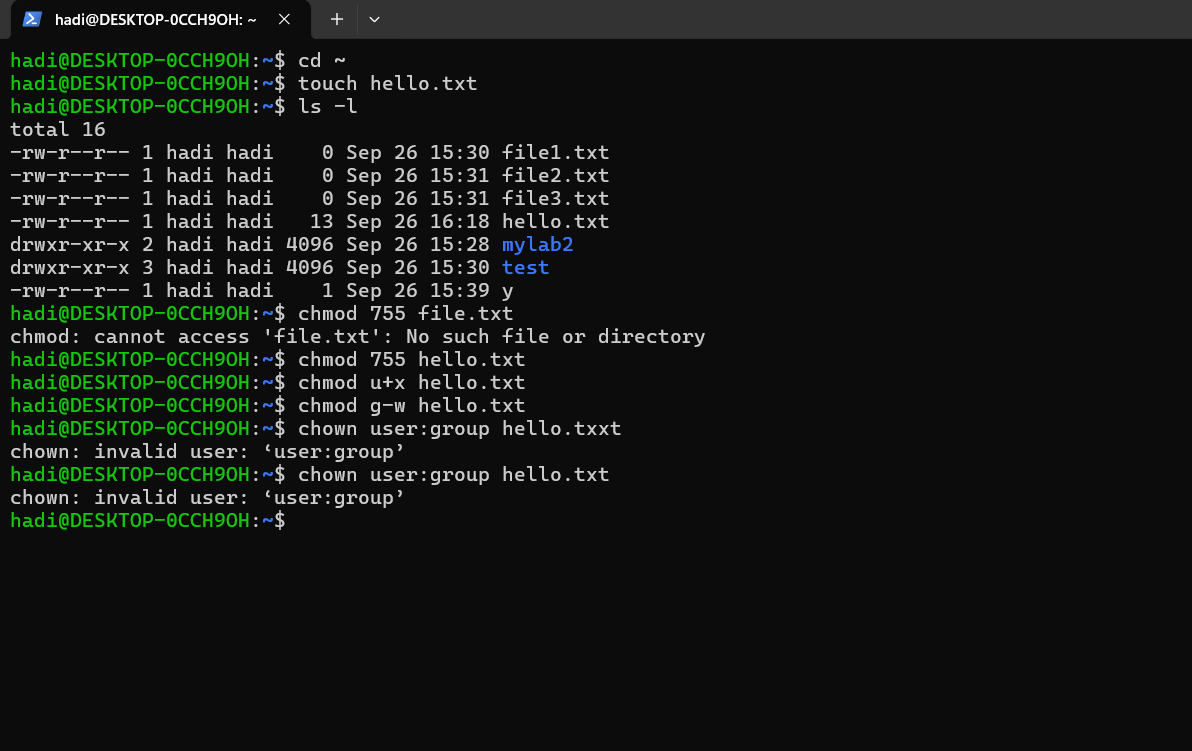 hadi@DESKTOP-0CCH9OH: ~
hadi@DESKTOP-0CCH9OH:~$ cd ~
hadi@DESKTOP-0CCH9OH:~$ touch hello.txt
hadi@DESKTOP-0CCH9OH:~$ ls -l
total 16
-rw-r--r-- 1 hadi hadi    0 Sep 26 15:30 file1.txt
-rw-r--r-- 1 hadi hadi    0 Sep 26 15:31 file2.txt
-rw-r--r-- 1 hadi hadi    0 Sep 26 15:31 file3.txt
-rw-r--r-- 1 hadi hadi   13 Sep 26 16:18 hello.txt
drwxr-xr-x 2 hadi hadi 4096 Sep 26 15:28 mylab2
drwxr-xr-x 3 hadi hadi 4096 Sep 26 15:30 test
-rw-r--r-- 1 hadi hadi    1 Sep 26 15:39 y
hadi@DESKTOP-0CCH9OH:~$ chmod 755 file.txt
chmod: cannot access 'file.txt': No such file or directory
hadi@DESKTOP-0CCH9OH:~$ chmod 755 hello.txt
hadi@DESKTOP-0CCH9OH:~$ chmod u+x hello.txt
hadi@DESKTOP-0CCH9OH:~$ chmod g-w hello.txt
hadi@DESKTOP-0CCH9OH:~$ chown user:group hello.txxt
chown: invalid user: ‘user:group’
hadi@DESKTOP-0CCH9OH:~$ chown user:group hello.txt
chown: invalid user: ‘user:group’
hadi@DESKTOP-0CCH9OH:~$